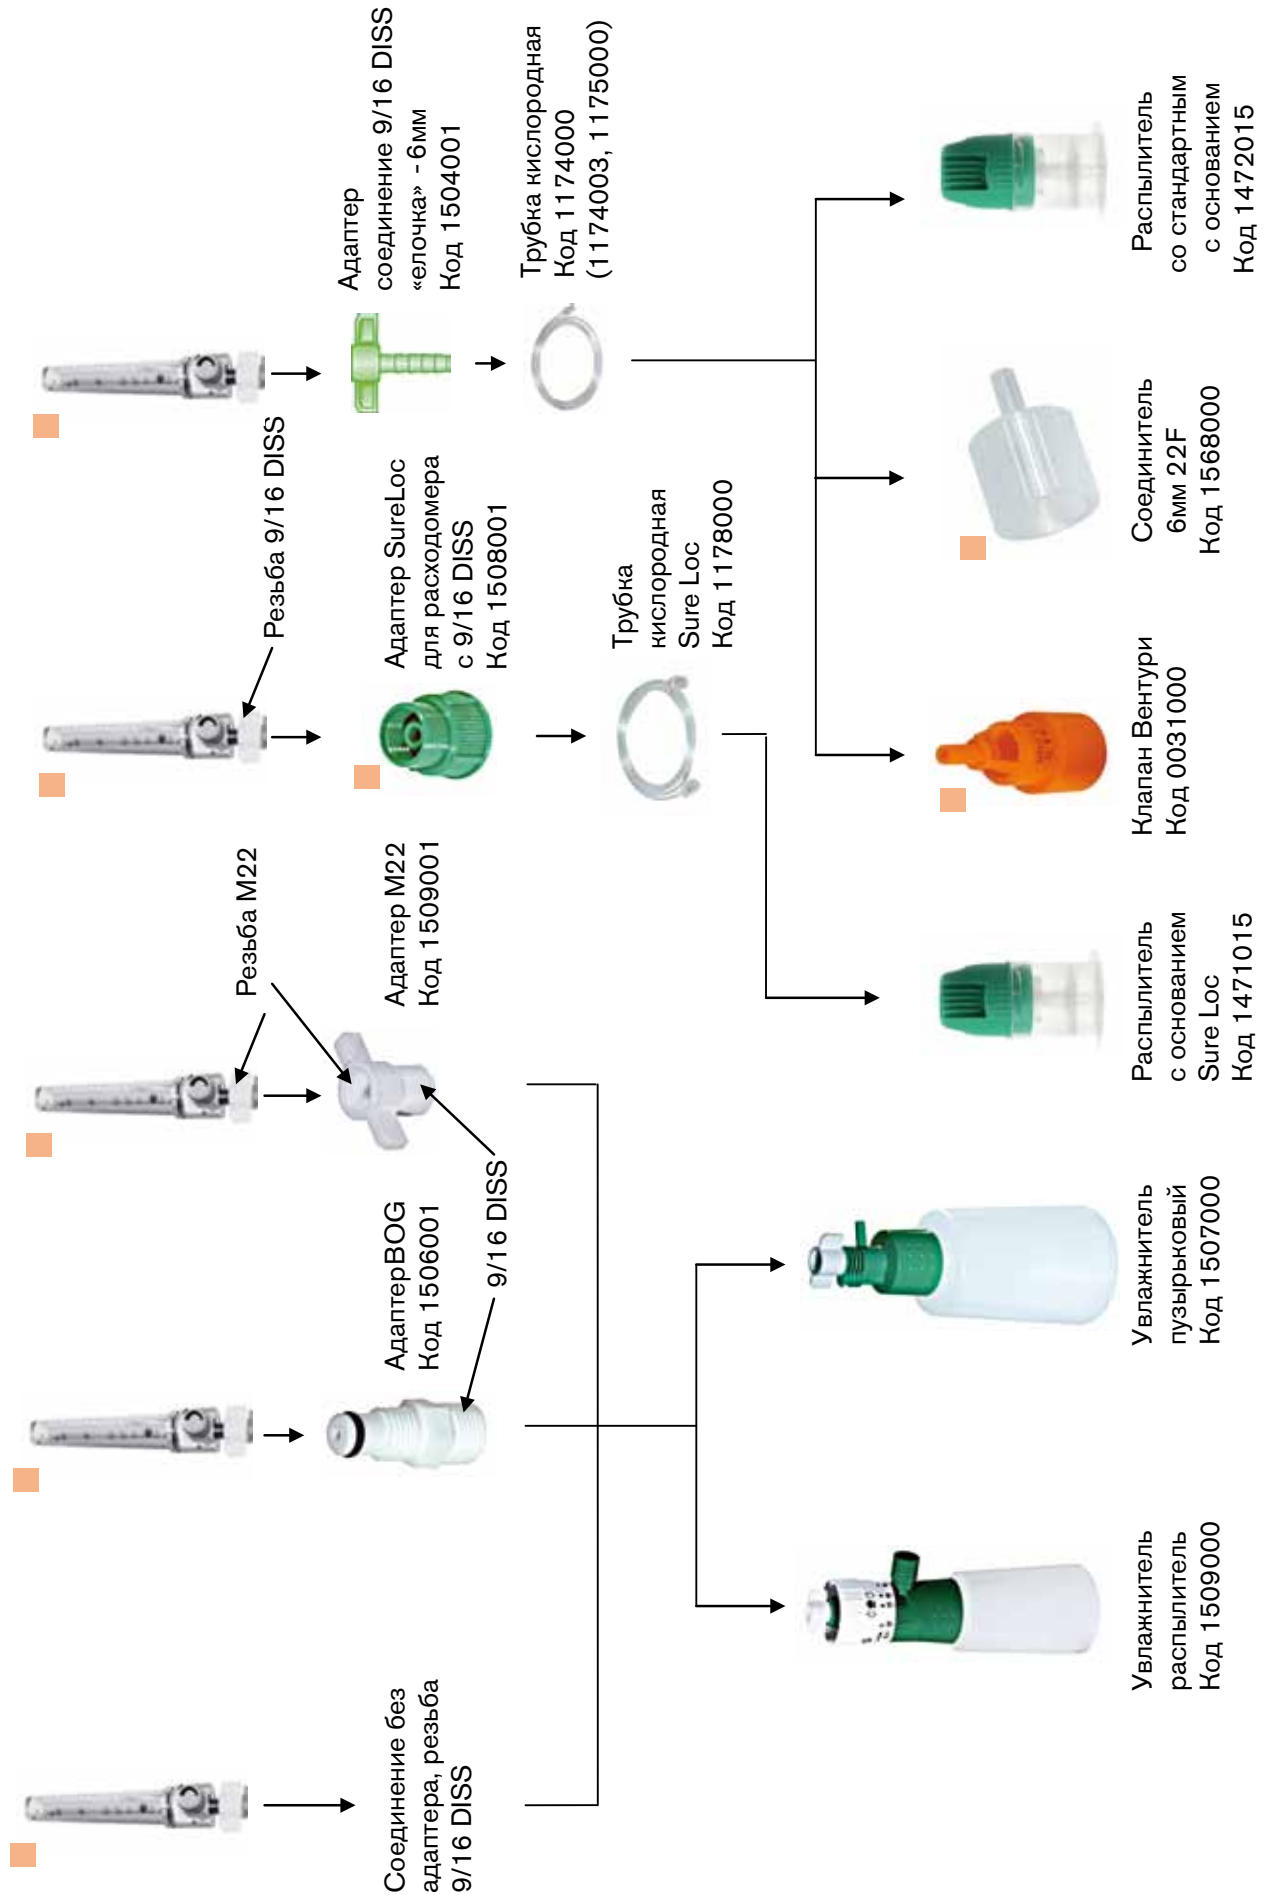 Соединение без
адаптера, резьба
9/16 DISS
Адаптер BOG
Код 1506001
9/16 DISS
Резьба М22
Адаптер М22
Код 1509001
Резьба 9/16 DISS
Адаптер SureLoc
для расходомера
с 9/16 DISS
Код 1508001
Трубка
кислородная
Sure Loc
Код 1178000
Адаптер
соединение 9/16 DISS
«елочка» - 6мм
Код 1504001
Трубка кислородная
Код 1174000
(1174003, 1175000)
Увлажнитель
распылитель
Код 1509000
Увлажнитель
пузырьковый
Код 1507000
Распылитель
с основанием
Sure Loc
Код 1471015
Клапан Вентури
Код 0031000
Соединитель
6мм 22F
Код 1568000
Распылитель
со стандартным
с основанием
Код 1472015